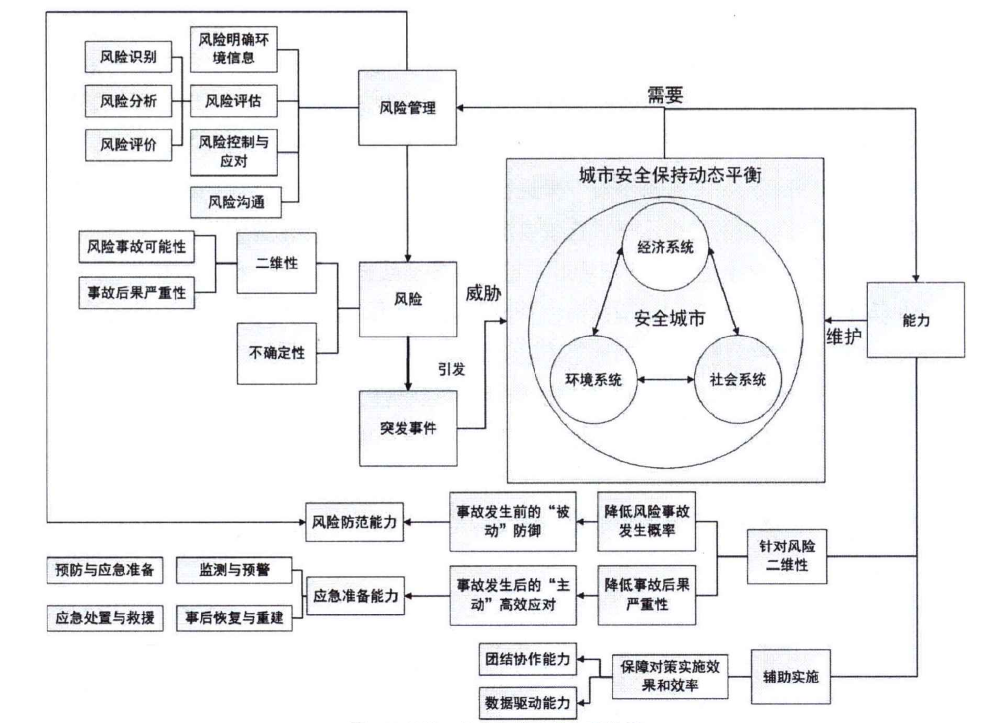 风险识别
风险分析
风险评价
风险明确环
境信息
风险评估
风险控制与
应对
风险沟通
风险管理
需要
城市安全保持动态平衡
经济系统
安全城市
环境系统
社会系统
能力
维护
威胁
风险事故可能性
事故后果严重性
二维性
不确定性
风险
引发
突发事件
风险防范能力
事故发生前的“被
动”防御
降低风险事故
发生概率
针对风险
二维性
预防与应急准备
监测与预警
应急处置与救援
事后恢复与重建
应急准备能力
事故发生后的“主
动”高效应对
降低事故后果
严重性
团结协作能力
数据驱动能力
保障对策实施效
果和效率
辅助实施